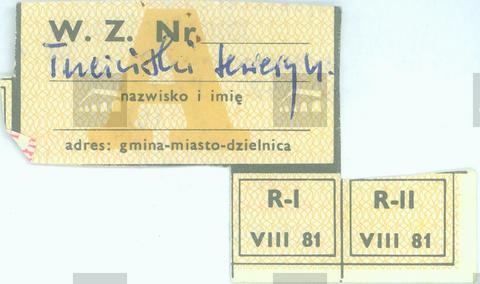 W. Z. Nr.
nazwisko i imię
adres: gmina-miasto-dzielnica
A
R-I
VIII 81
R-II
VIII 81